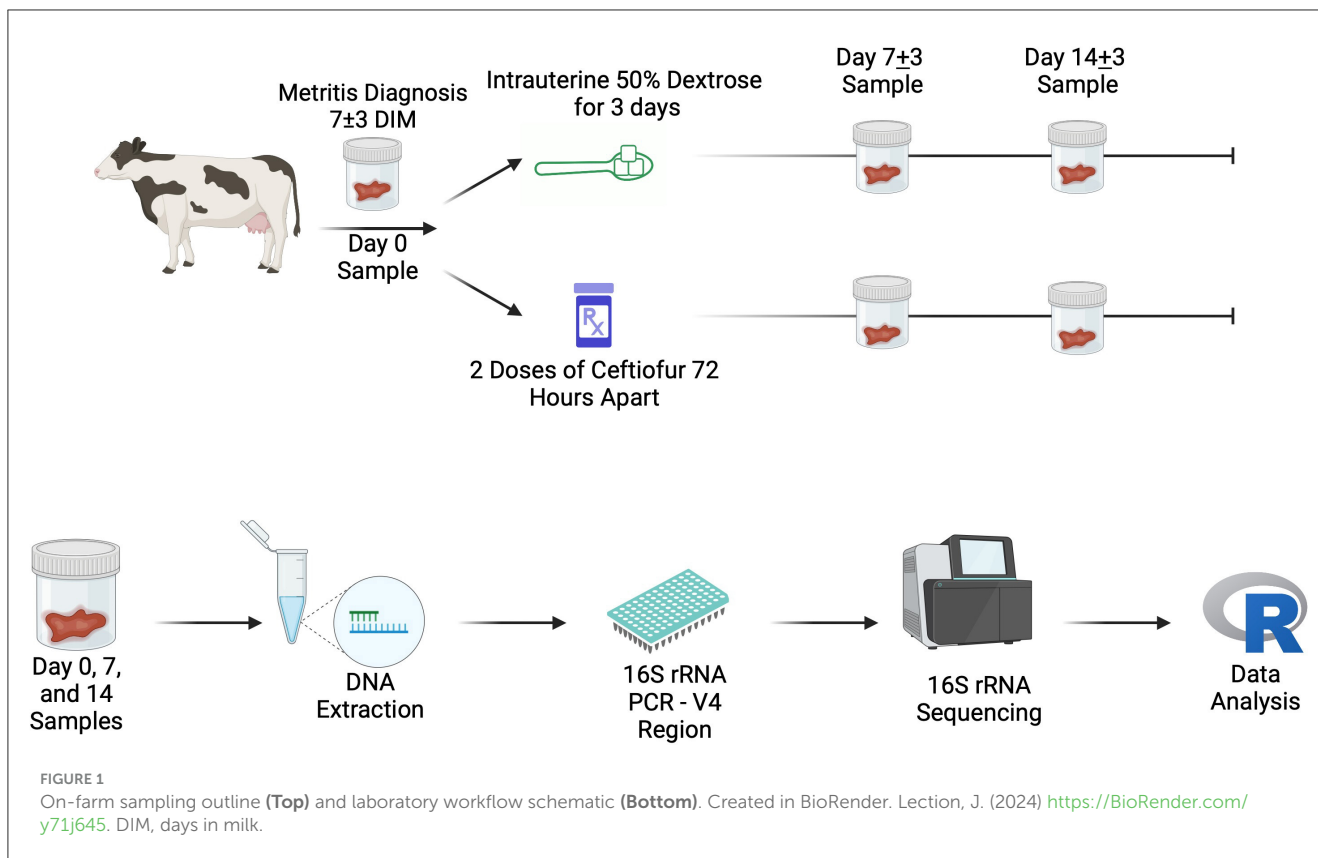 Metritis Diagnosis
7±3 DIM
Day 0
Sample
Intrauterine 50% Dextrose
for 3 days
Day 7±3
Sample
Day 14±3
Sample
Rx
2 Doses of Ceftiofur 72
Hours Apart
Day 0, 7,
and 14
Samples
DNA
Extraction
16S rRNA
PCR - V4
Region
16S rRNA
Sequencing
R
Data
Analysis
FIGURE 1
On-farm sampling outline (Top) and laboratory workflow schematic (Bottom). Created in BioRender. Lection, J. (2024) https://BioRender.com/
y71j645. DIM, days in milk.